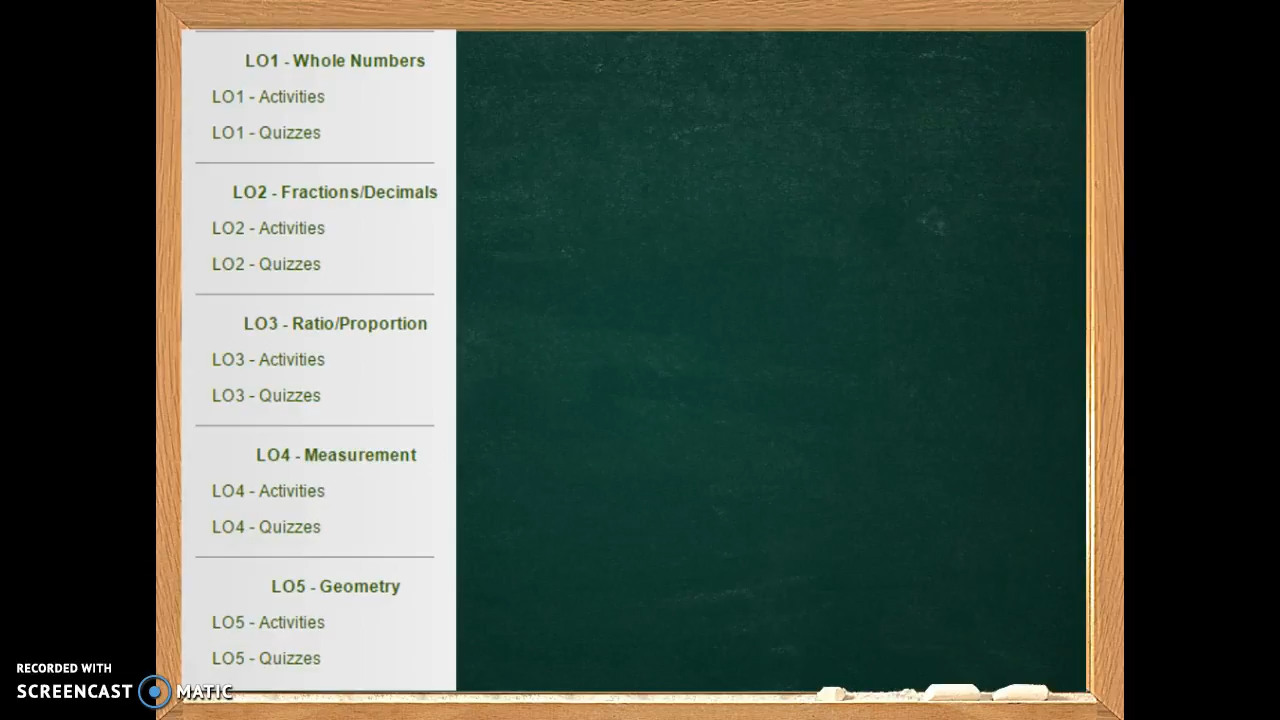 LO1 - Whole Numbers
LO1 - Activities
LO1 - Quizzes
LO2 - Fractions/Decimals
LO2 - Activities
LO2 - Quizzes
LO3 - Ratio/Proportion
LO3 - Activities
LO3 - Quizzes
LO4 - Measurement
LO4 - Activities
LO4 - Quizzes
LO5 - Geometry
LO5 - Activities
LO5 - Quizzes
RECORDED WITH
SCREENCAST MATIC